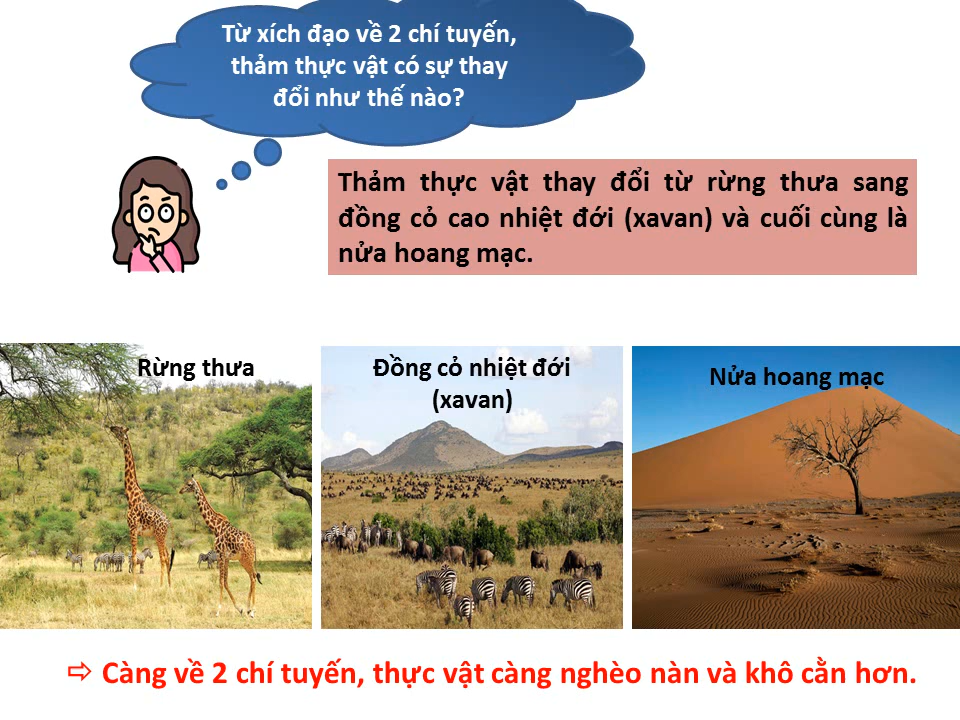 Từ xích đạo về 2 chí tuyến,
thảm thực vật có sự thay
đổi như thế nào?
Thảm thực vật thay đổi từ rừng thưa sang
đồng cỏ cao nhiệt đới (xavan) và cuối cùng là
nửa hoang mạc.
Rừng thưa
Đồng cỏ nhiệt đới
(xavan)
Nửa hoang mạc
⇨ Càng về 2 chí tuyến, thực vật càng nghèo nàn và khô cằn hơn.